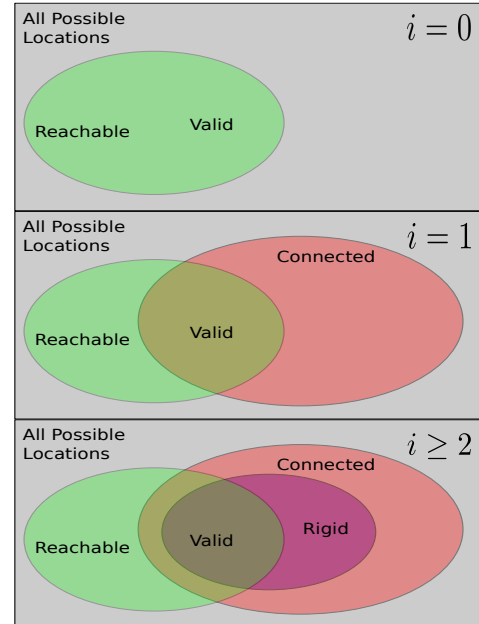 All Possible
Locations
i = 0
Reachable
Valid
All Possible
Locations
i = 1
Connected
Reachable
Valid
All Possible
Locations
i ≥ 2
Connected
Reachable
Valid
Rigid